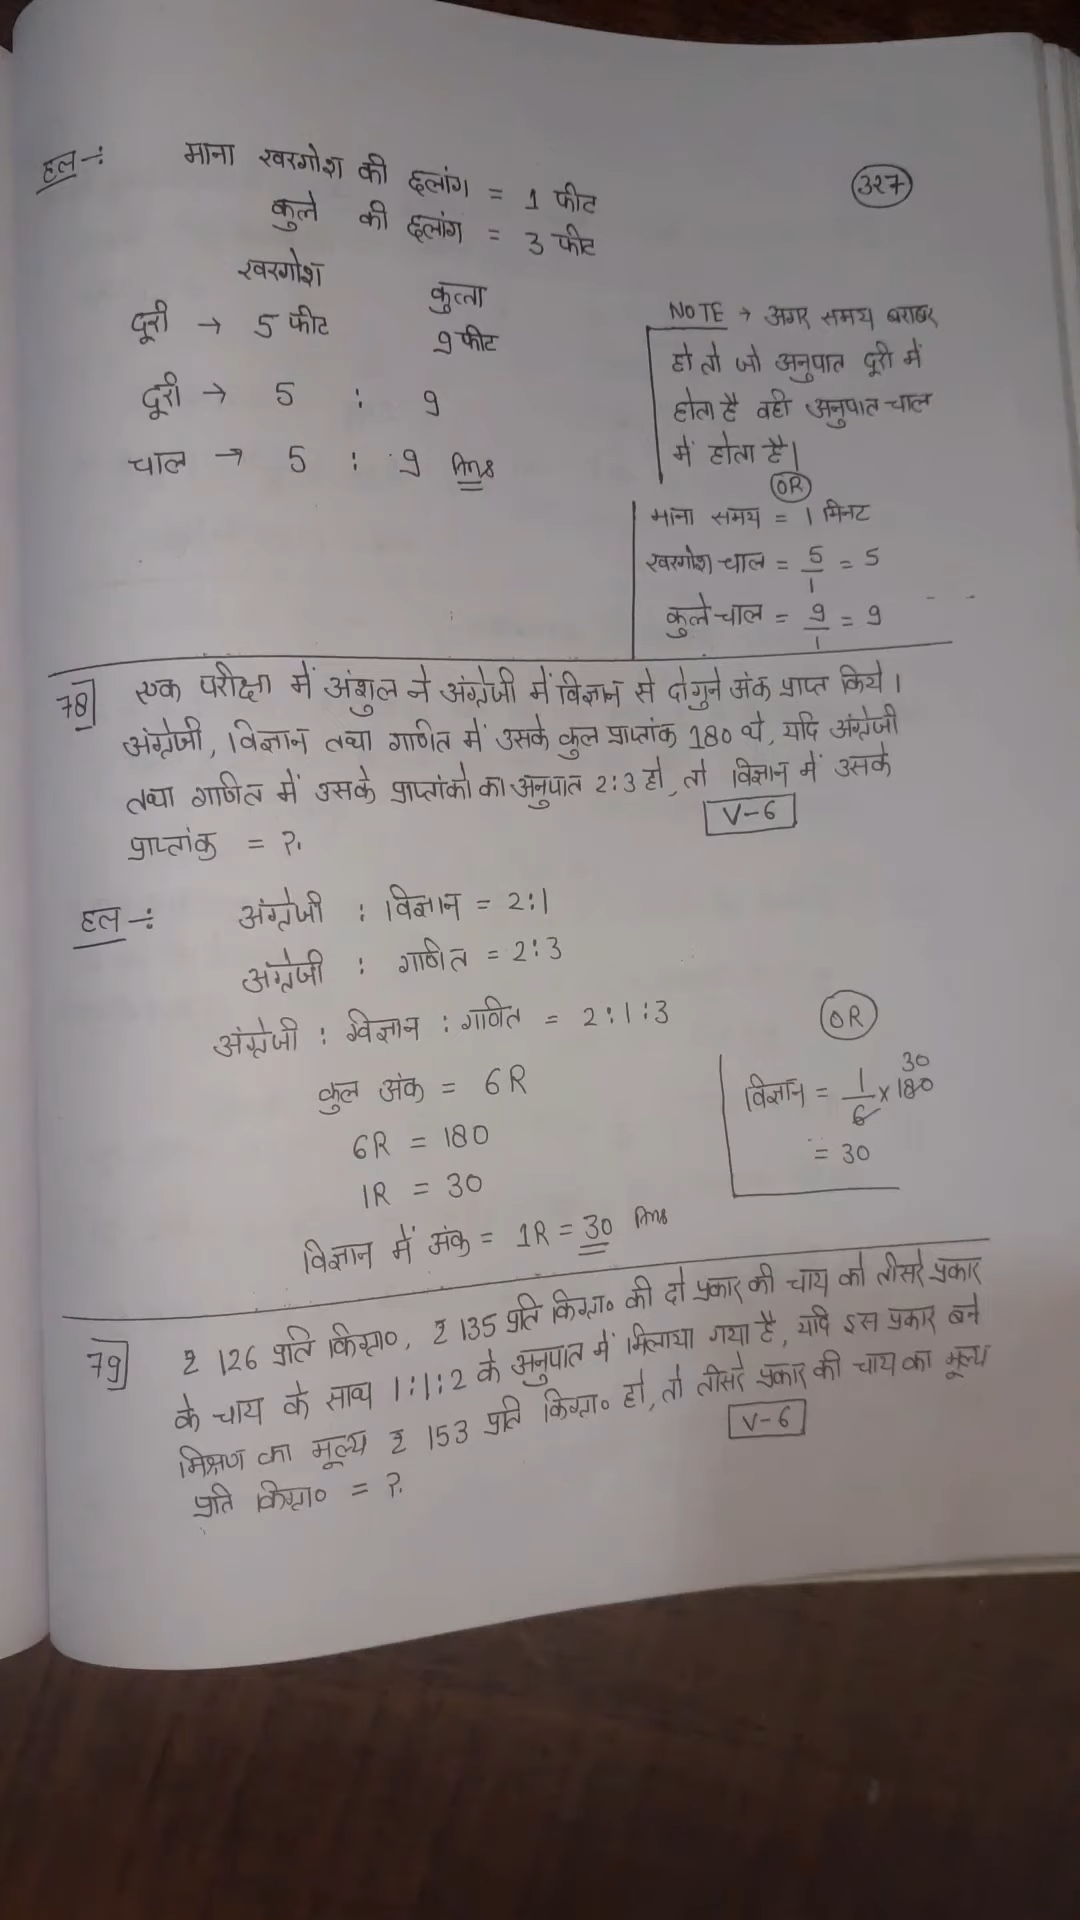 (327)
हल -: माना खरगोश की छलांग = 1 फीट
कुत्ते की छलांग = 3 फीट
खरगोश कुत्ता
दूरी → 5 फीट 9 फीट
दूरी → 5 : 9
चाल → 5 : 9 Ans
NOTE → अगर समय बराबर
हो तो जो अनुपात दूरी में
होता है वही अनुपात चाल
में होता है।
OR
माना समय = 1 मिनट
खरगोश चाल = 5/1 = 5
कुत्ते चाल = 9/1 = 9
78] एक परीक्षा में अंशुल ने अंग्रेजी में विज्ञान से दोगुने अंक प्राप्त किये।
अंग्रेजी, विज्ञान तथा गणित में उसके कुल प्राप्तांक 180 थे, यदि अंग्रेजी
तथा गणित में उसके प्राप्तांको का अनुपात 2:3 हो, तो विज्ञान में उसके
प्राप्तांक = ?. V-6
हल -: अंग्रेजी : विज्ञान = 2:1
अंग्रेजी : गणित = 2:3
अंग्रेजी : विज्ञान : गणित = 2:1:3
कुल अंक = 6R
6R = 180
1R = 30
विज्ञान में अंक = 1R = 30 Ans
OR
30
विज्ञान = 1/6 × 180
= 30
79] ₹ 126 प्रति किग्रा०, ₹ 135 प्रति किग्रा० की दो प्रकार की चाय को तीसरे प्रकार
के चाय के साथ 1:1:2 के अनुपात में मिलाया गया है, यदि इस प्रकार बने
मिश्रण का मूल्य ₹ 153 प्रति किग्रा० हो, तो तीसरे प्रकार की चाय का मूल्य
प्रति किग्रा० = ?. V-6